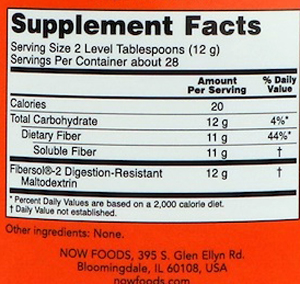 Supplement Facts
Serving Size 2 Level Tablespoons (12 g)
Servings Per Container about 28
Amount Per Serving % Daily Value
Calories 20
Total Carbohydrate 12 g 4%*
Dietary Fiber 11 g 44%*
Soluble Fiber 11 g †
Fibersol®-2 Digestion-Resistant 12 g †
Maltodextrin
* Percent Daily Values are based on a 2,000 calorie diet.
† Daily Value not established.
Other ingredients: None.
NOW FOODS, 395 S. Glen Ellyn Rd.
Bloomingdale, IL 60108, USA
nowfoods.com